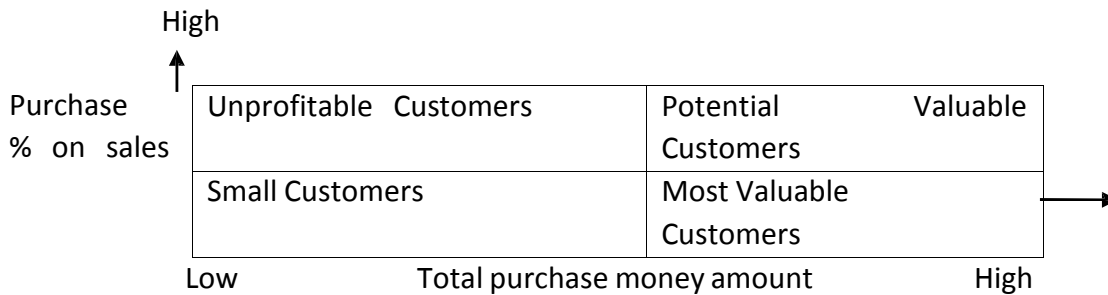 High
Purchase
% on sales
Unprofitable Customers
Potential Valuable
Customers
Small Customers
Most Valuable
Customers
Low Total purchase money amount High